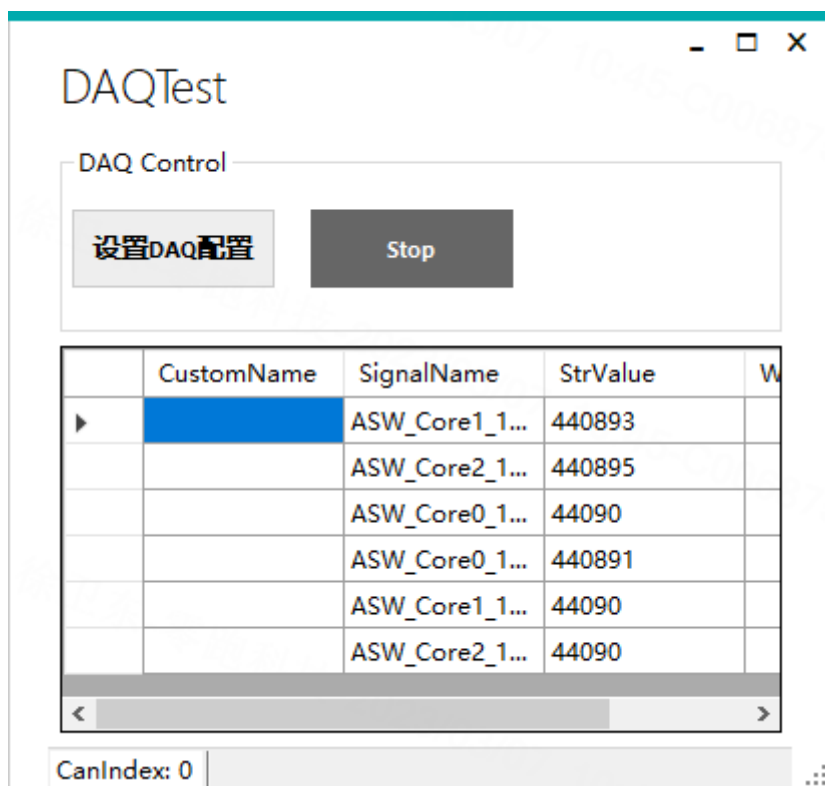 DAQTest
DAQ Control
设置DAQ配置 Stop
CustomName SignalName StrValue W
ASW_Core1_1... 440893
ASW_Core2_1... 440895
ASW_Core0_1... 44090
ASW_Core0_1... 440891
ASW_Core1_1... 44090
ASW_Core2_1... 44090
CanIndex: 0